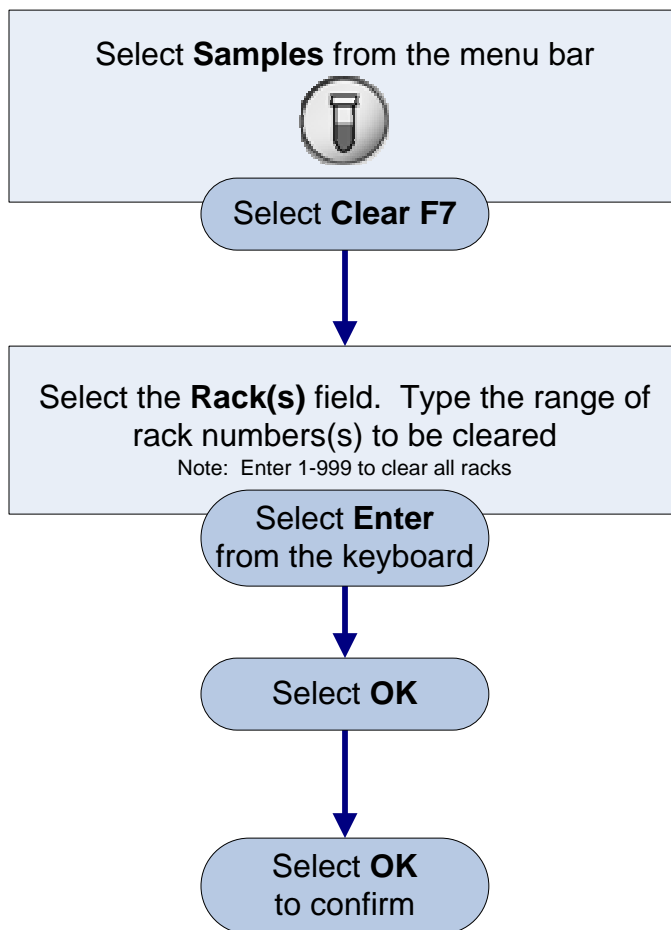 Select Samples from the menu bar
Select Clear F7
Select the Rack(s) field.  Type the range of
rack numbers(s) to be cleared
Note:  Enter 1-999 to clear all racks
Select Enter
from the keyboard
Select OK
Select OK
to confirm